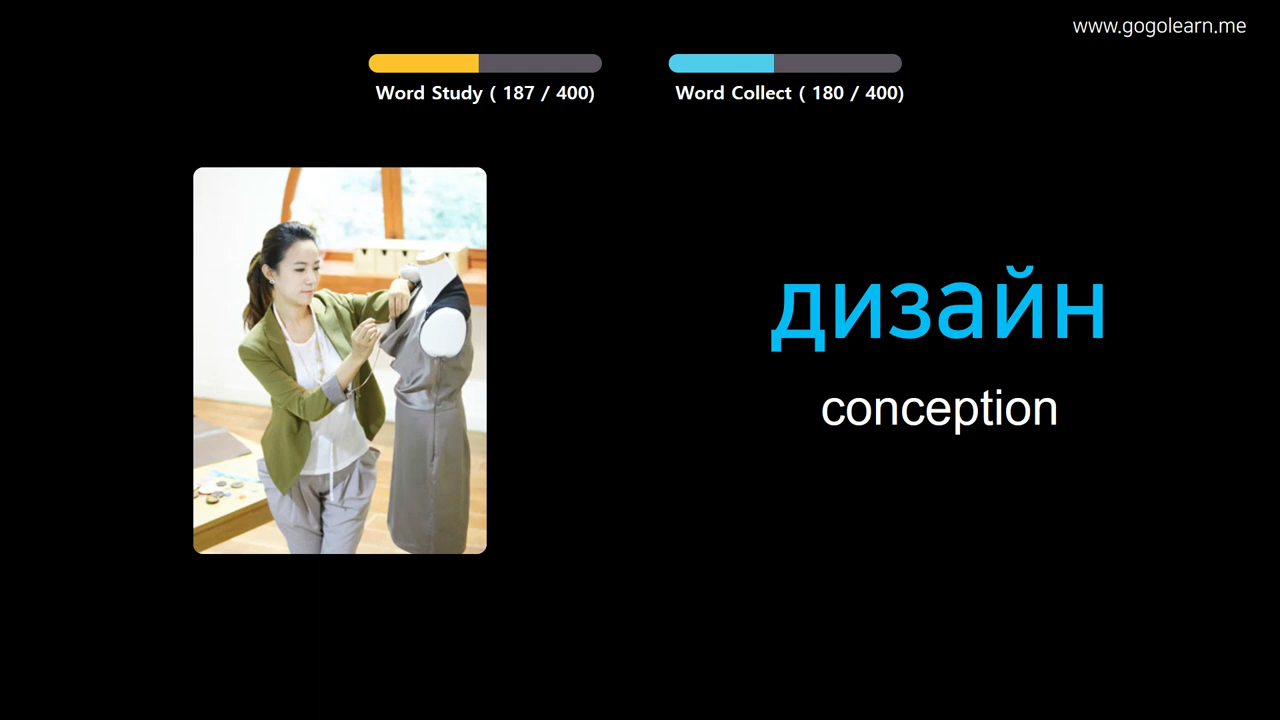 www.gogolearn.me
Word Study ( 187 / 400)
Word Collect ( 180 / 400)
дизайн
conception